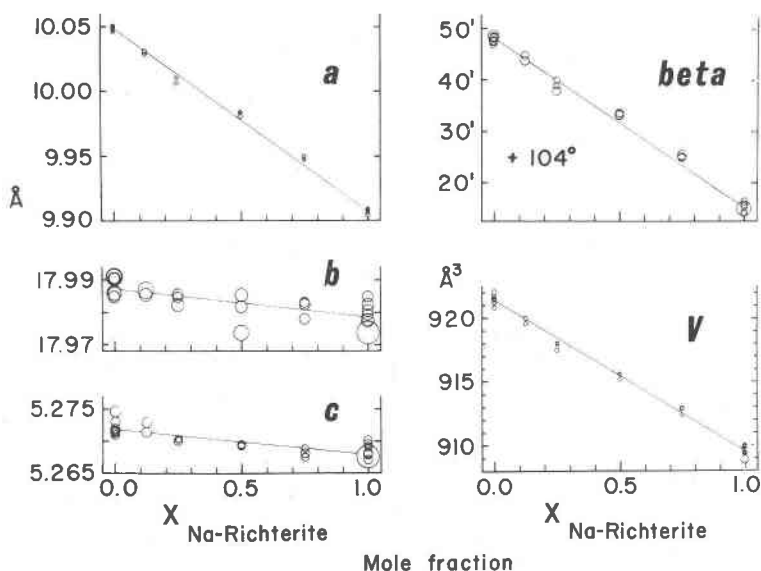 10.05
a
10.00
9.95
Å
9.90
17.99
b
17.97
5.275
c
5.265
0.0 0.5 1.0
X Na-Richterite
50'
beta
40'
30'
+ 104°
20'
Å3
920
V
915
910
0.0 0.5 1.0
X Na-Richterite
Mole fraction